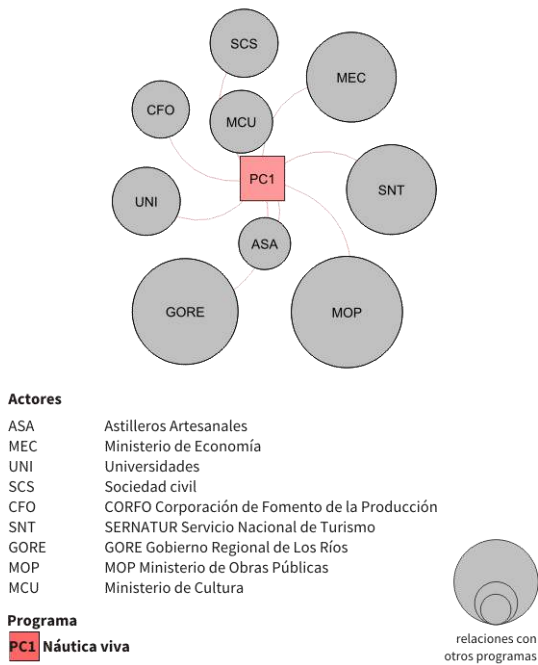 SCS
MEC
CFO
MCU
PC1
SNT
UNI
ASA
GORE
MOP
Actores
ASA Astilleros Artesanales
MEC Ministerio de Economía
UNI Universidades
SCS Sociedad civil
CFO CORFO Corporación de Fomento de la Producción
SNT SERNATUR Servicio Nacional de Turismo
GORE GORE Gobierno Regional de Los Ríos
MOP MOP Ministerio de Obras Públicas
MCU Ministerio de Cultura
Programa
PC1 Náutica viva
relaciones con
otros programas